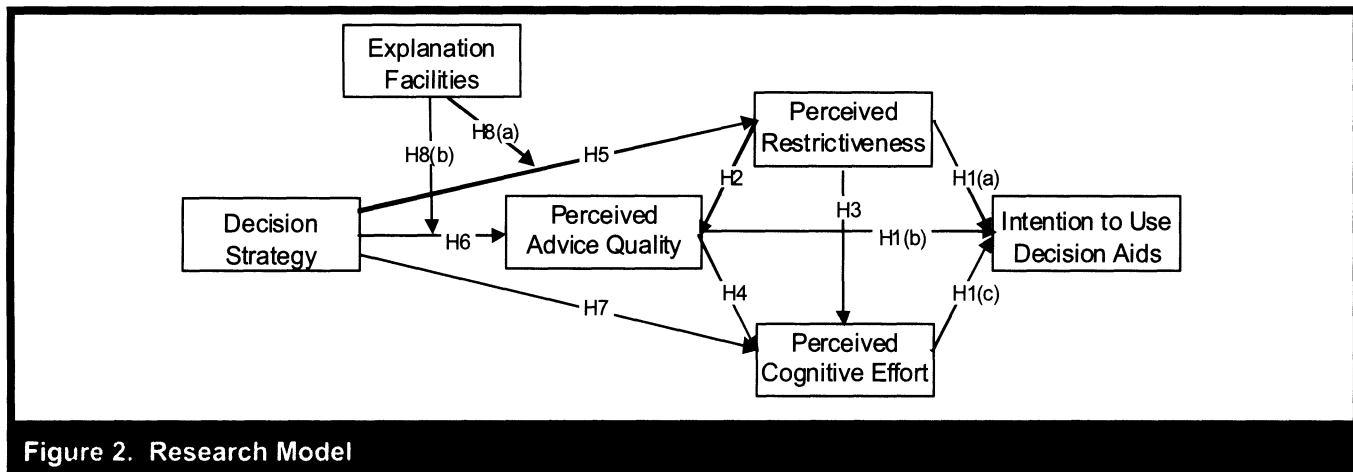 Explanation
Facilities
Perceived
Restrictiveness
H8(a)
H8(b)
H5
H2
H1(a)
H3
Decision
Strategy
H6
Perceived
Advice Quality
H1(b)
Intention to Use
Decision Aids
H7
H4
H1(c)
Perceived
Cognitive Effort
Figure 2. Research Model